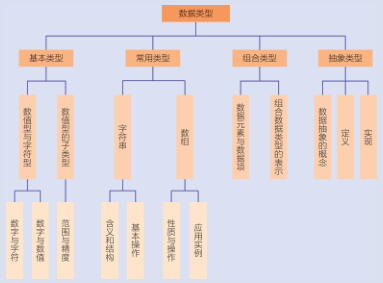 数据类型
基本类型
常用类型
组合类型
抽象类型
数值型与字符型
数值型的子类型
字符串
数组
数据元素与数据项
组合数据类型的表示
数据抽象的概念
定义
实现
数字与字符
数字与数值
范围与精度
含义和结构
基本操作
性质与操作
应用实例